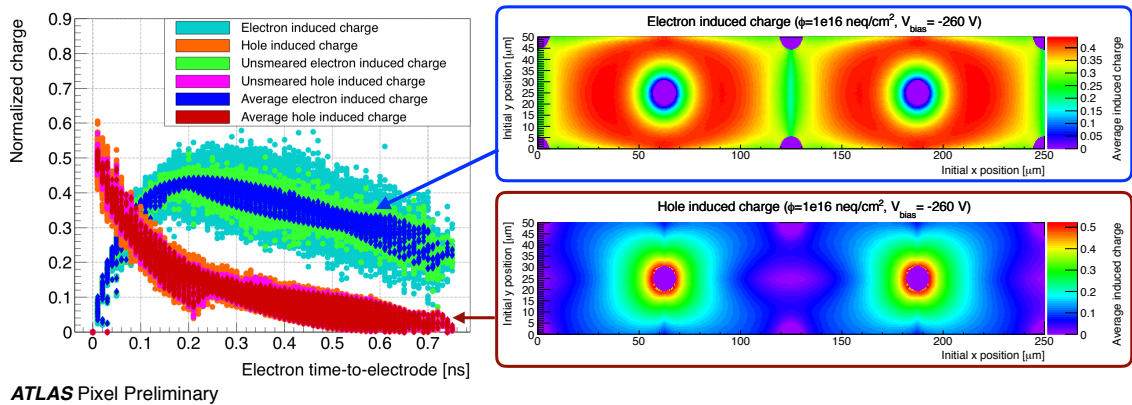 Normalized charge
0.9
0.8
0.7
0.6
0.5
0.4
0.3
0.2
0.1
0
Electron induced charge
Hole induced charge
Unsmeared electron induced charge
Unsmeared hole induced charge
Average electron induced charge
Average hole induced charge
0 0.1 0.2 0.3 0.4 0.5 0.6 0.7
Electron time-to-electrode [ns]
Electron induced charge (ϕ=1e16 neq/cm², Vbias= -260 V)
Initial y position [μm]
50
45
40
35
30
25
20
15
10
5
0
0 50 100 150 200 250
Initial x position [μm]
0.4
0.35
0.3
0.25
0.2
0.15
0.1
0.05
0
Average induced charge
Hole induced charge (ϕ=1e16 neq/cm², Vbias= -260 V)
Initial y position [μm]
50
45
40
35
30
25
20
15
10
5
0
0 50 100 150 200 250
Initial x position [μm]
0.5
0.4
0.3
0.2
0.1
0
Average induced charge
ATLAS Pixel Preliminary